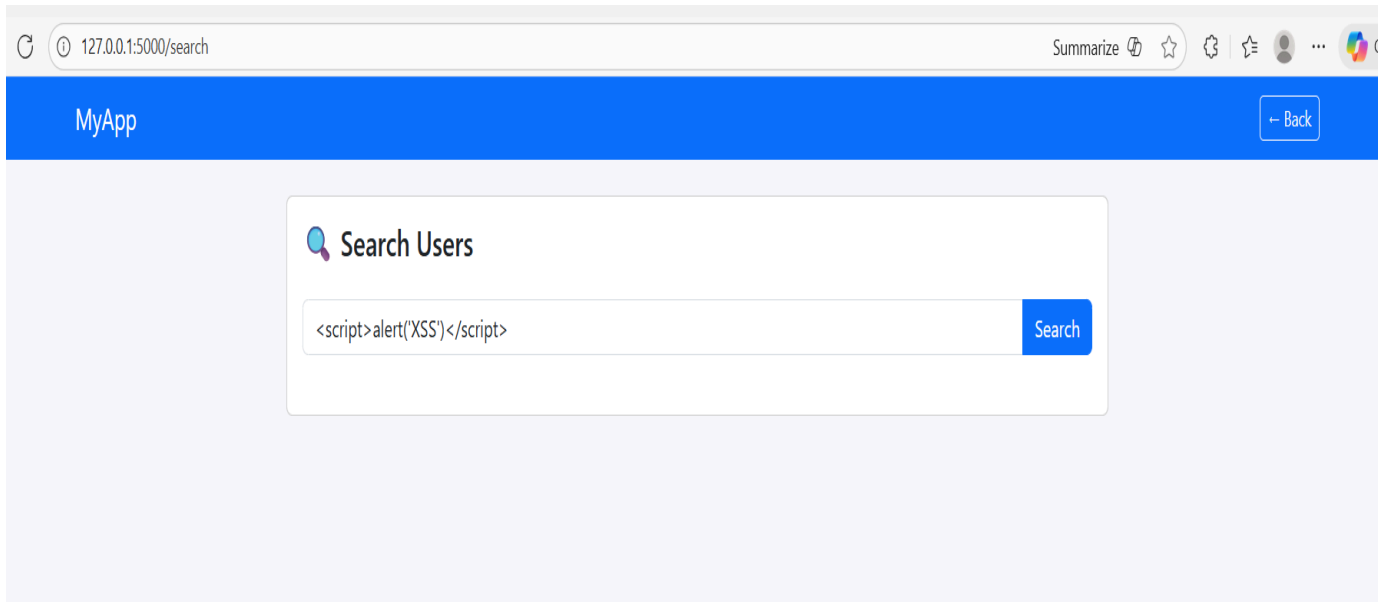 127.0.0.1:5000/search Summarize
MyApp ← Back
Search Users
<script>alert('XSS')</script> Search